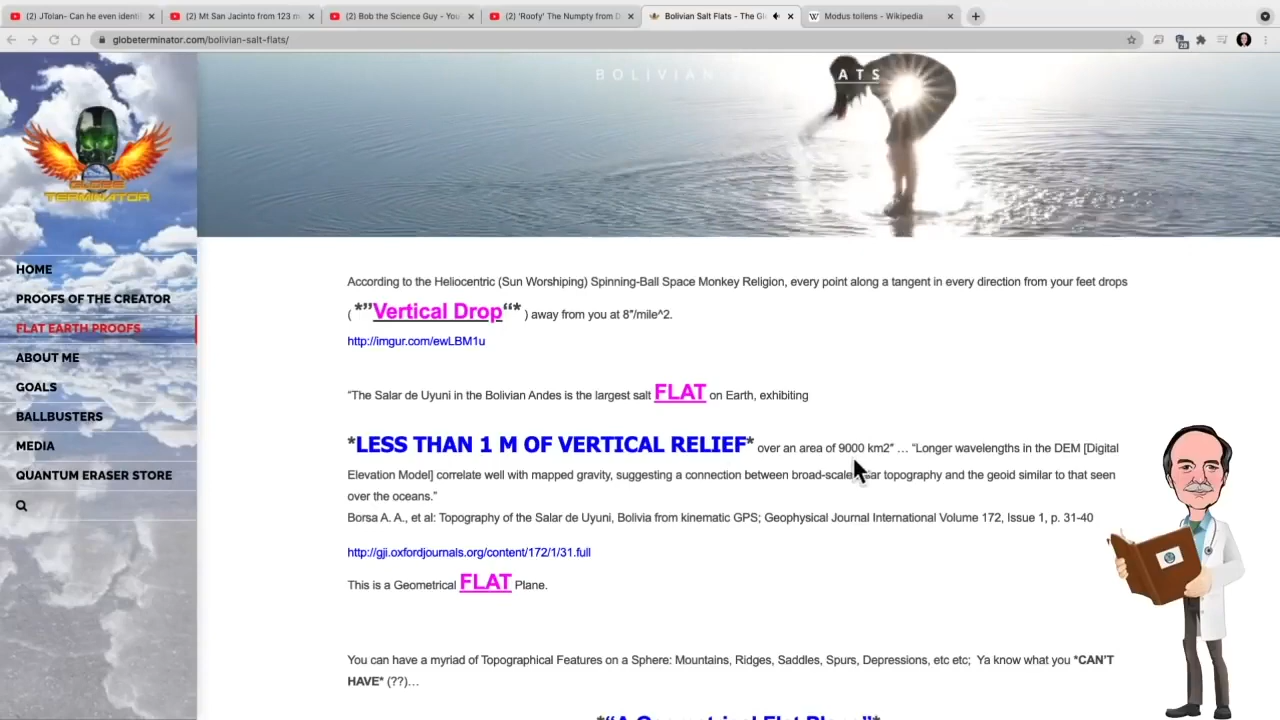 (2) JTolan- Can he even identi
(2) Mt San Jacinto from 123 m
(2) Bob the Science Guy - You
(2) 'Roofy' The Numpty from D
Bolivian Salt Flats - The Gl
Modus tollens - Wikipedia
globeterminator.com/bolivian-salt-flats/
BOLIVIAN ATS
GLOBE
TERMINATOR
HOME
PROOFS OF THE CREATOR
FLAT EARTH PROOFS
ABOUT ME
GOALS
BALLBUSTERS
MEDIA
QUANTUM ERASER STORE
According to the Heliocentric (Sun Worshiping) Spinning-Ball Space Monkey Religion, every point along a tangent in every direction from your feet drops
( *”Vertical Drop“* ) away from you at 8″/mile^2.
http://imgur.com/ewLBM1u
“The Salar de Uyuni in the Bolivian Andes is the largest salt FLAT on Earth, exhibiting
*LESS THAN 1 M OF VERTICAL RELIEF* over an area of 9000 km2″ … “Longer wavelengths in the DEM [Digital
Elevation Model] correlate well with mapped gravity, suggesting a connection between broad-scale topography and the geoid similar to that seen
over the oceans.”
Borsa A. A., et al: Topography of the Salar de Uyuni, Bolivia from kinematic GPS; Geophysical Journal International Volume 172, Issue 1, p. 31-40
http://gji.oxfordjournals.org/content/172/1/31.full
This is a Geometrical FLAT Plane.
You can have a myriad of Topographical Features on a Sphere: Mountains, Ridges, Saddles, Spurs, Depressions, etc etc; Ya know what you *CAN’T
HAVE* (??)…
*“A Geometrical Flat Plane”*